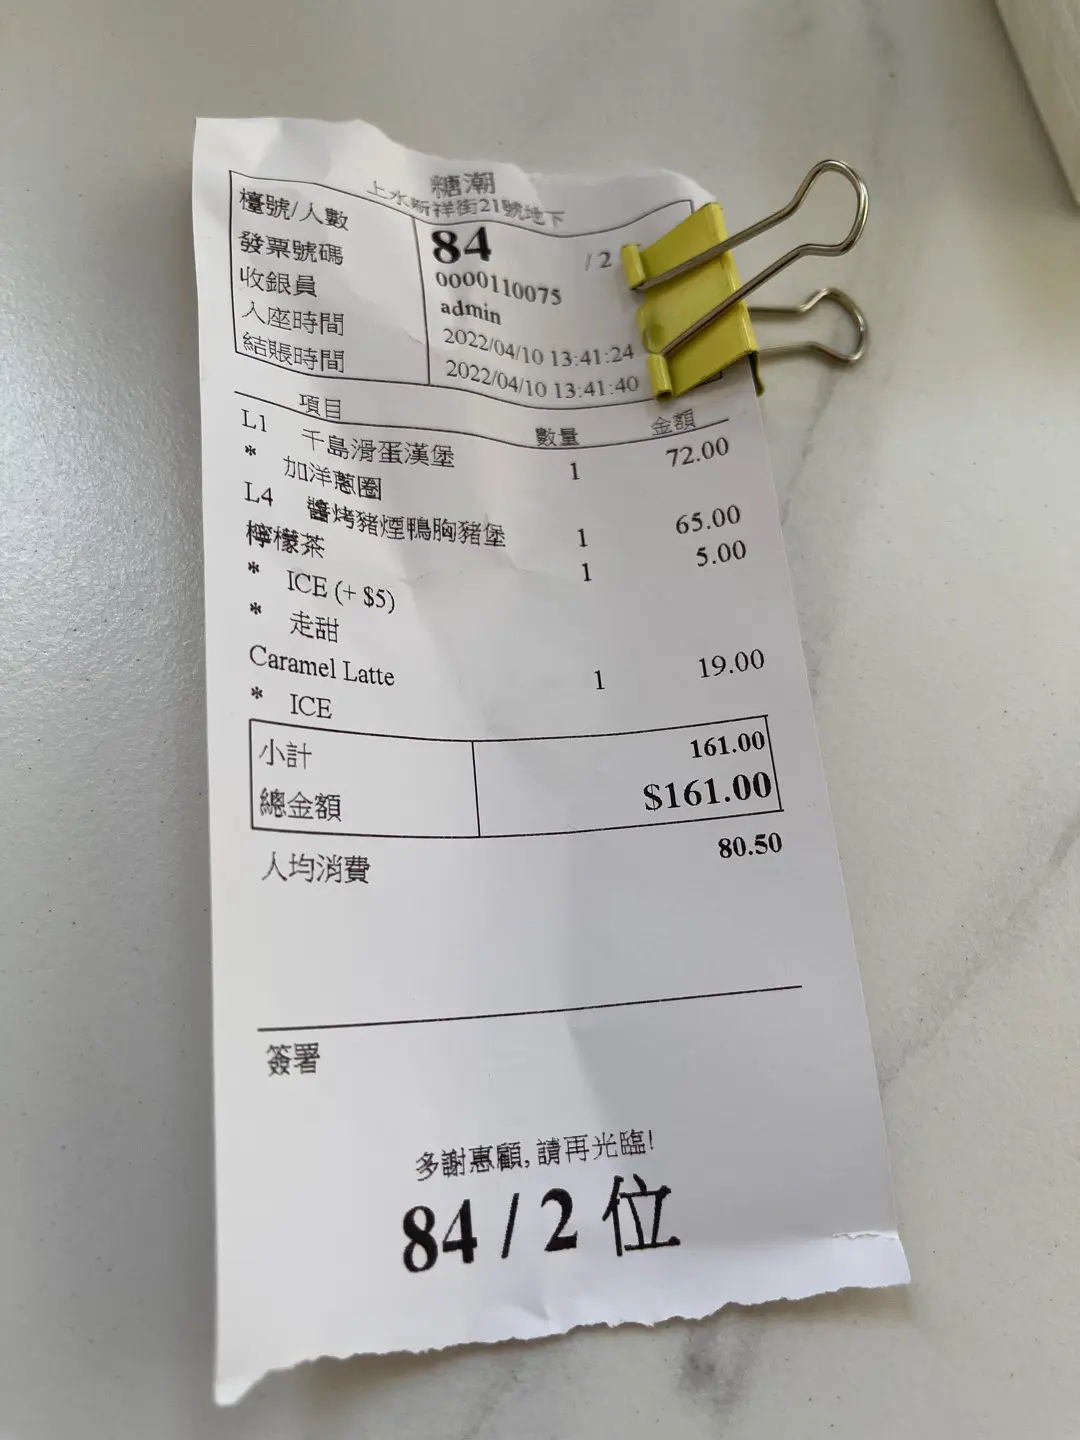 糖潮
上水新祥街21號地下
檯號/人數 84 / 2
發票號碼 0000110075
收銀員 admin
入座時間 2022/04/10 13:41:24
結賬時間 2022/04/10 13:41:40
項目 數量 金額
L1 千島滑蛋漢堡 1 72.00
* 加洋蔥圈
L4 醬烤豬煙鴨胸豬堡 1 65.00
檸檬茶 1 5.00
* ICE (+ $5)
* 走甜
Caramel Latte 1 19.00
* ICE
小計 161.00
總金額 $161.00
人均消費 80.50
簽署
多謝惠顧, 請再光臨!
84 / 2 位